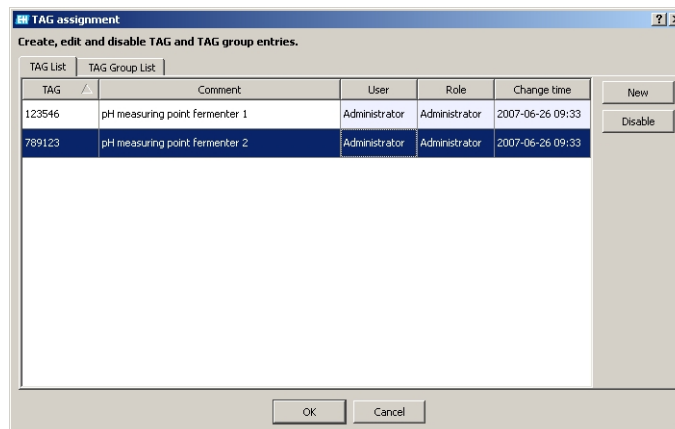 EH TAG assignment
Create, edit and disable TAG and TAG group entries.
TAG List TAG Group List
TAG Comment User Role Change time New
123546 pH measuring point fermenter 1 Administrator Administrator 2007-06-26 09:33 Disable
789123 pH measuring point fermenter 2 Administrator Administrator 2007-06-26 09:33
OK Cancel